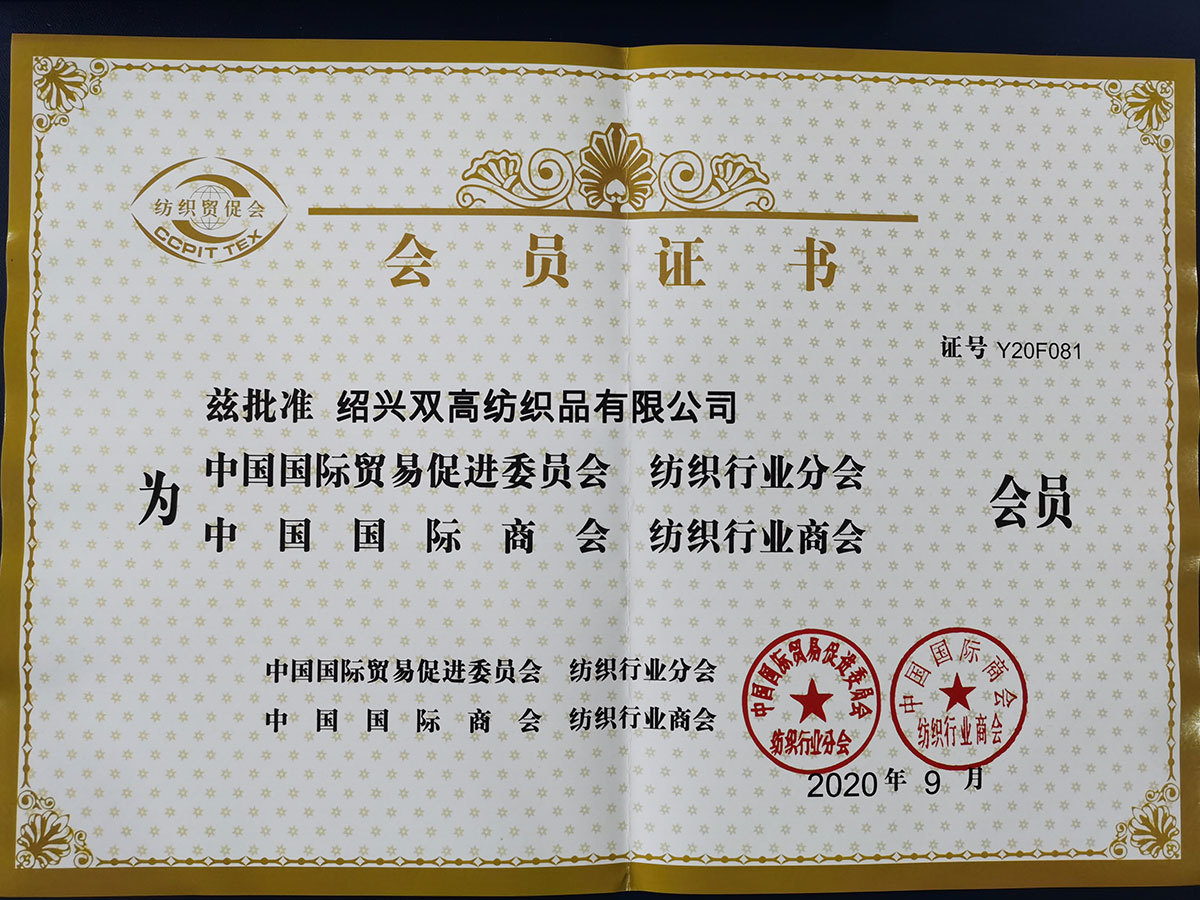 纺织贸促会
CCPIT TEX
会员证书
证号 Y20F081
兹批准 绍兴双高纺织品有限公司
为
中国国际贸易促进委员会 纺织行业分会
中国国际商会 纺织行业商会
会员
中国国际贸易促进委员会 纺织行业分会
中国国际商会 纺织行业商会
中国国际贸易促进委员会
纺织行业分会
中国国际商会
纺织行业商会
2020年9月